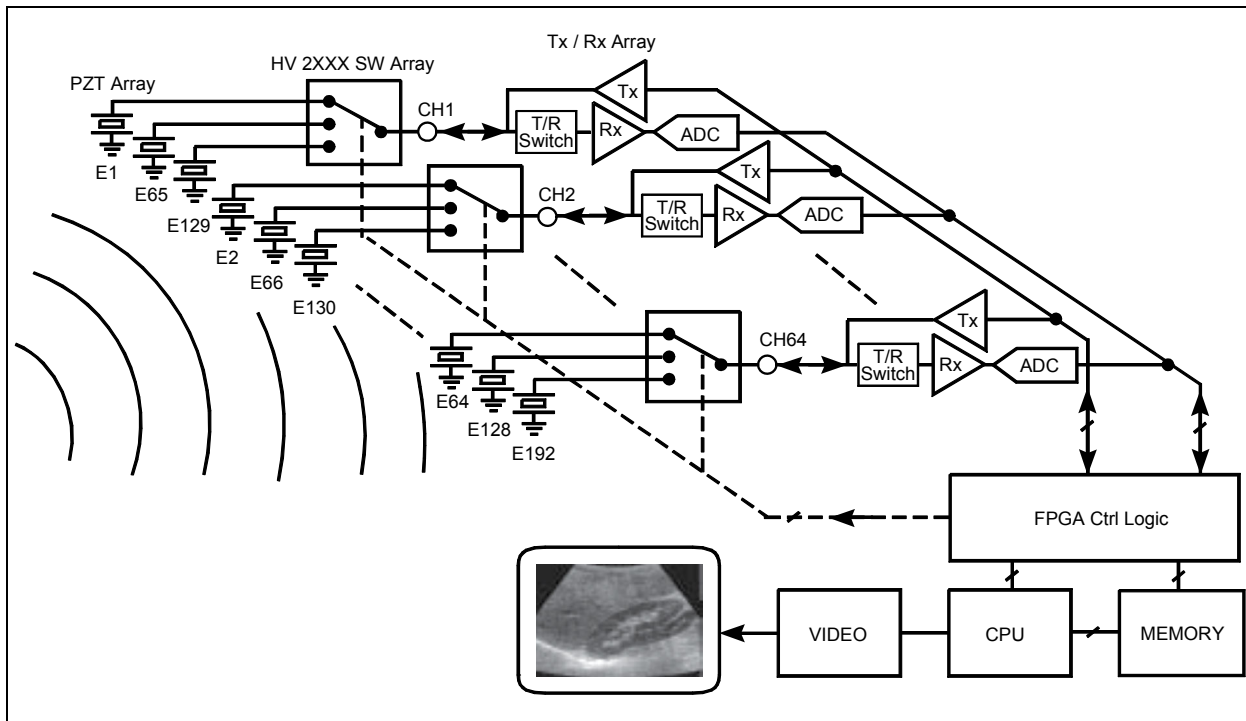 Tx / Rx Array
HV 2XXX SW Array
PZT Array
Tx
CH1
T/R
Switch
Rx
ADC
E1
E65
E129
Tx
CH2
T/R
Switch
Rx
ADC
E2
E66
E130
Tx
CH64
T/R
Switch
Rx
ADC
E64
E128
E192
FPGA Ctrl Logic
VIDEO
CPU
MEMORY